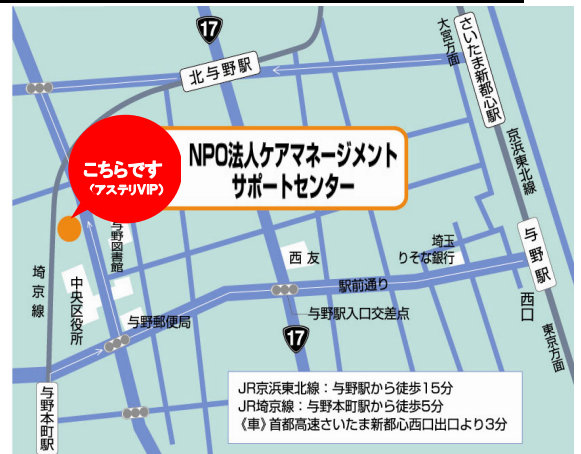 17
北与野駅
大宮方面
さいたま新都心駅
京浜東北線
こちらです
(アステリVIP)
NPO法人ケアマネージメント
サポートセンター
与野図書館
西友
埼玉
りそな銀行
与野駅
埼京線
中央区役所
駅前通り
与野郵便局
与野駅入口交差点
西口
東京方面
17
与野本町駅
JR京浜東北線：与野駅から徒歩15分
JR埼京線：与野本町駅から徒歩5分
《車》首都高速さいたま新都心西口出口より3分